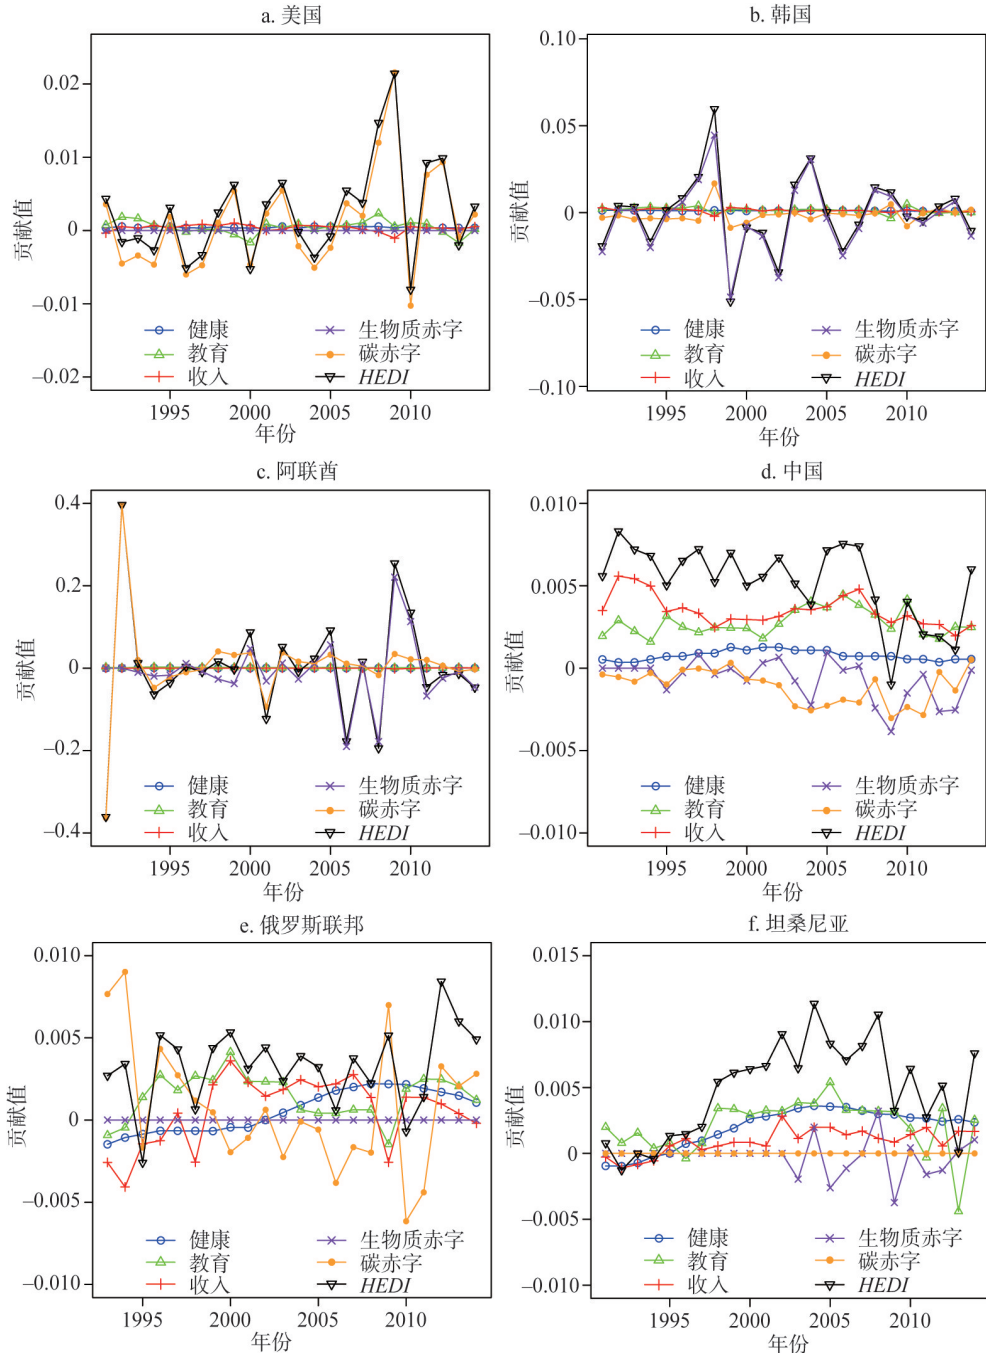 a. 美国
0.02
0.01
0
−0.01
−0.02
贡献值
健康
教育
收入
生物质赤字
碳赤字
HEDI
1995
2000
2005
2010
年份
b. 韩国
0.10
0.05
0
−0.05
−0.10
贡献值
健康
教育
收入
生物质赤字
碳赤字
HEDI
1995
2000
2005
2010
年份
c. 阿联酋
0.4
0.2
0
−0.2
−0.4
贡献值
健康
教育
收入
生物质赤字
碳赤字
HEDI
1995
2000
2005
2010
年份
d. 中国
0.010
0.005
0
−0.005
−0.010
贡献值
健康
教育
收入
生物质赤字
碳赤字
HEDI
1995
2000
2005
2010
年份
e. 俄罗斯联邦
0.010
0.005
0
−0.005
−0.010
贡献值
健康
教育
收入
生物质赤字
碳赤字
HEDI
1995
2000
2005
2010
年份
f. 坦桑尼亚
0.015
0.010
0.005
0
−0.005
−0.010
贡献值
健康
教育
收入
生物质赤字
碳赤字
HEDI
1995
2000
2005
2010
年份